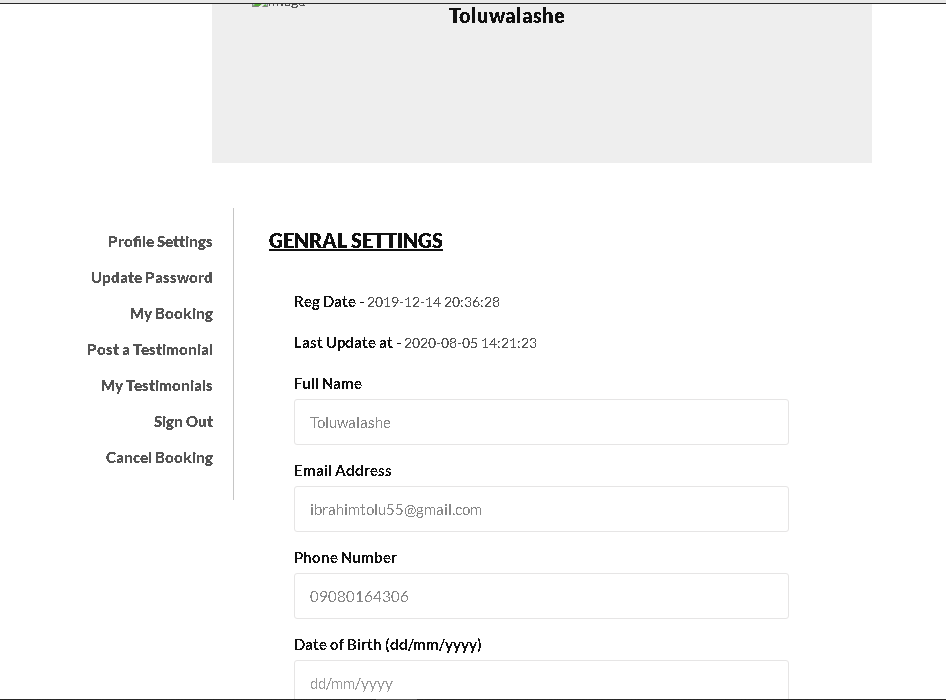 Toluwalashe
Profile Settings
Update Password
My Booking
Post a Testimonial
My Testimonials
Sign Out
Cancel Booking
GENRAL SETTINGS
Reg Date - 2019-12-14 20:36:28
Last Update at - 2020-08-05 14:21:23
Full Name
Toluwalashe
Email Address
ibrahimtolu55@gmail.com
Phone Number
09080164306
Date of Birth (dd/mm/yyyy)
dd/mm/yyyy